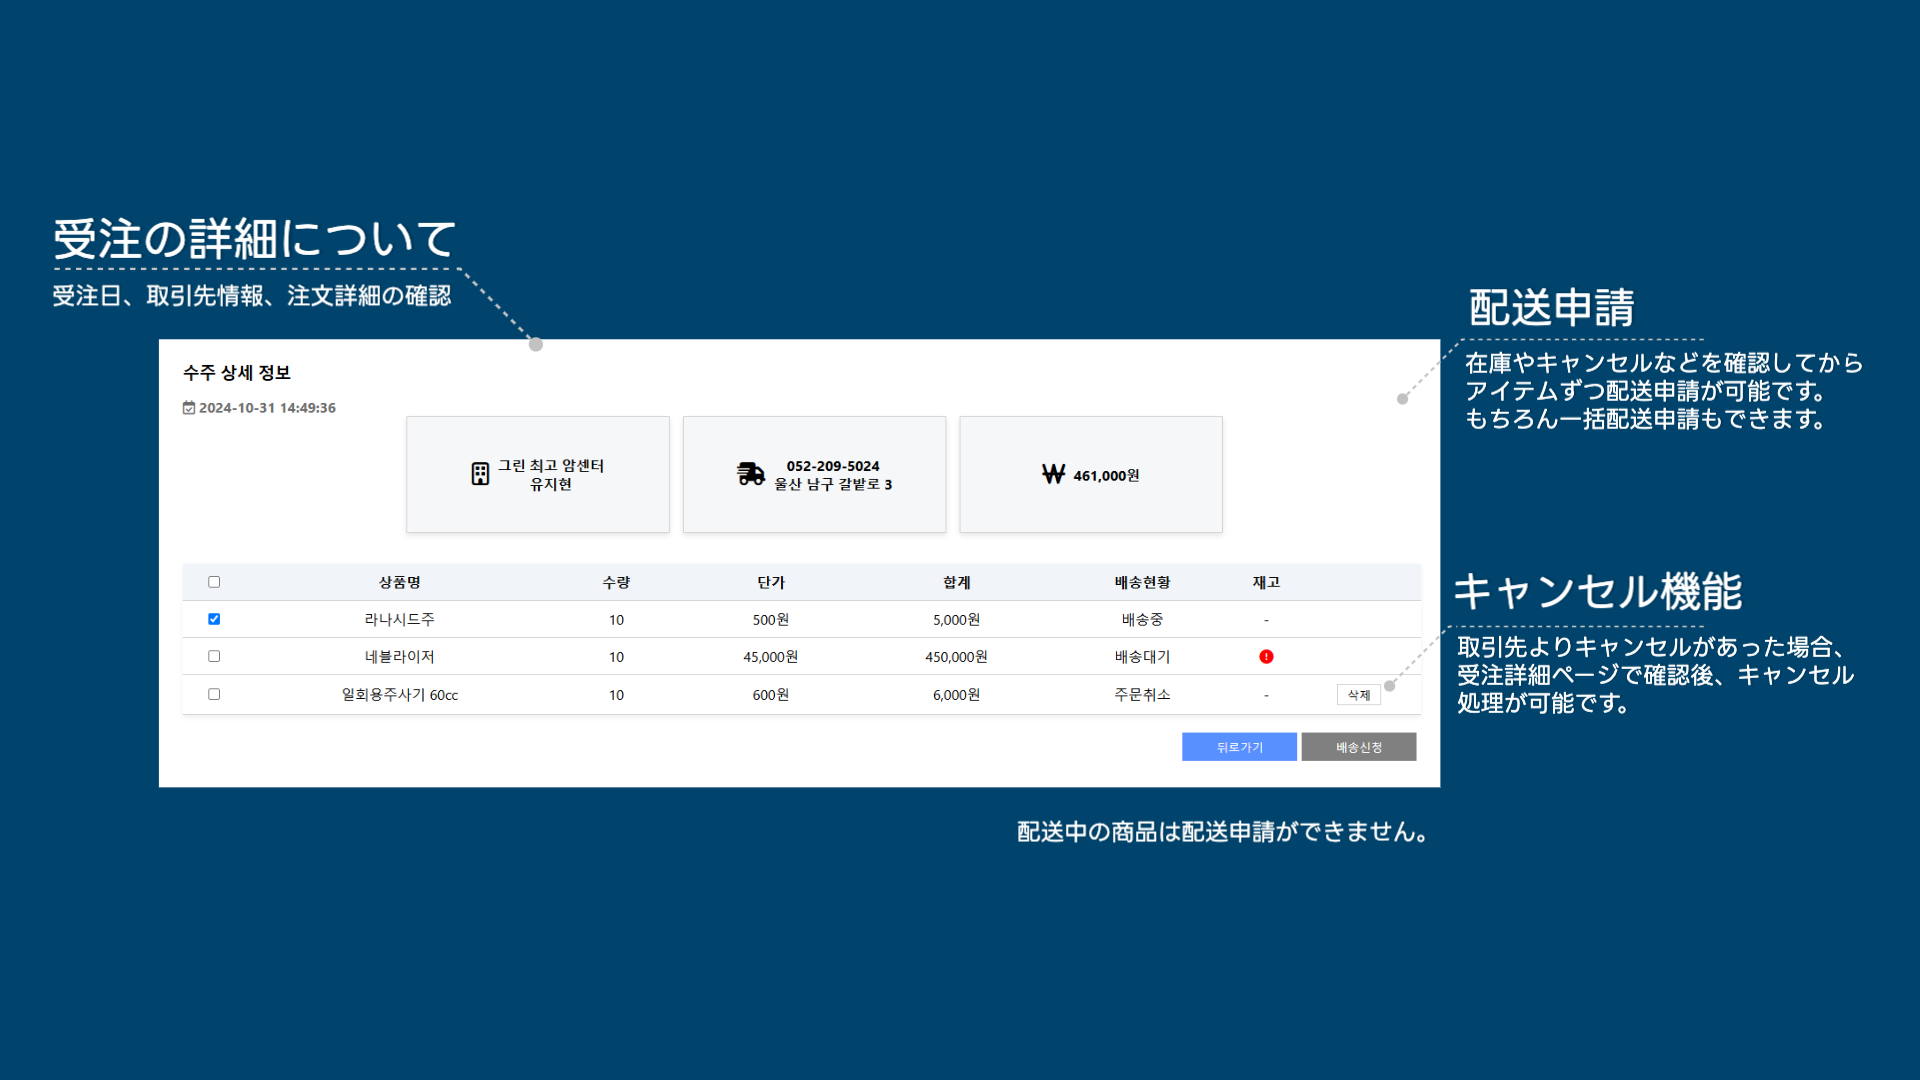 受注の詳細について
受注日、取引先情報、注文詳細の確認
配送申請
在庫やキャンセルなどを確認してから
アイテムずつ配送申請が可能です。
もちろん一括配送申請もできます。
수주 상세 정보
2024-10-31 14:49:36
그린 최고 암센터
유지현
052-209-5024
울산 남구 갈밭로 3
₩ 461,000원
상품명 수량 단가 합계 배송현황 재고
라나시드주 10 500원 5,000원 배송중 -
네블라이저 10 45,000원 450,000원 배송대기
일회용주사기 60cc 10 600원 6,000원 주문취소 - 삭제
뒤로가기 배송신청
キャンセル機能
取引先よりキャンセルがあった場合、
受注詳細ページで確認後、キャンセル
処理が可能です。
配送中の商品は配送申請ができません。